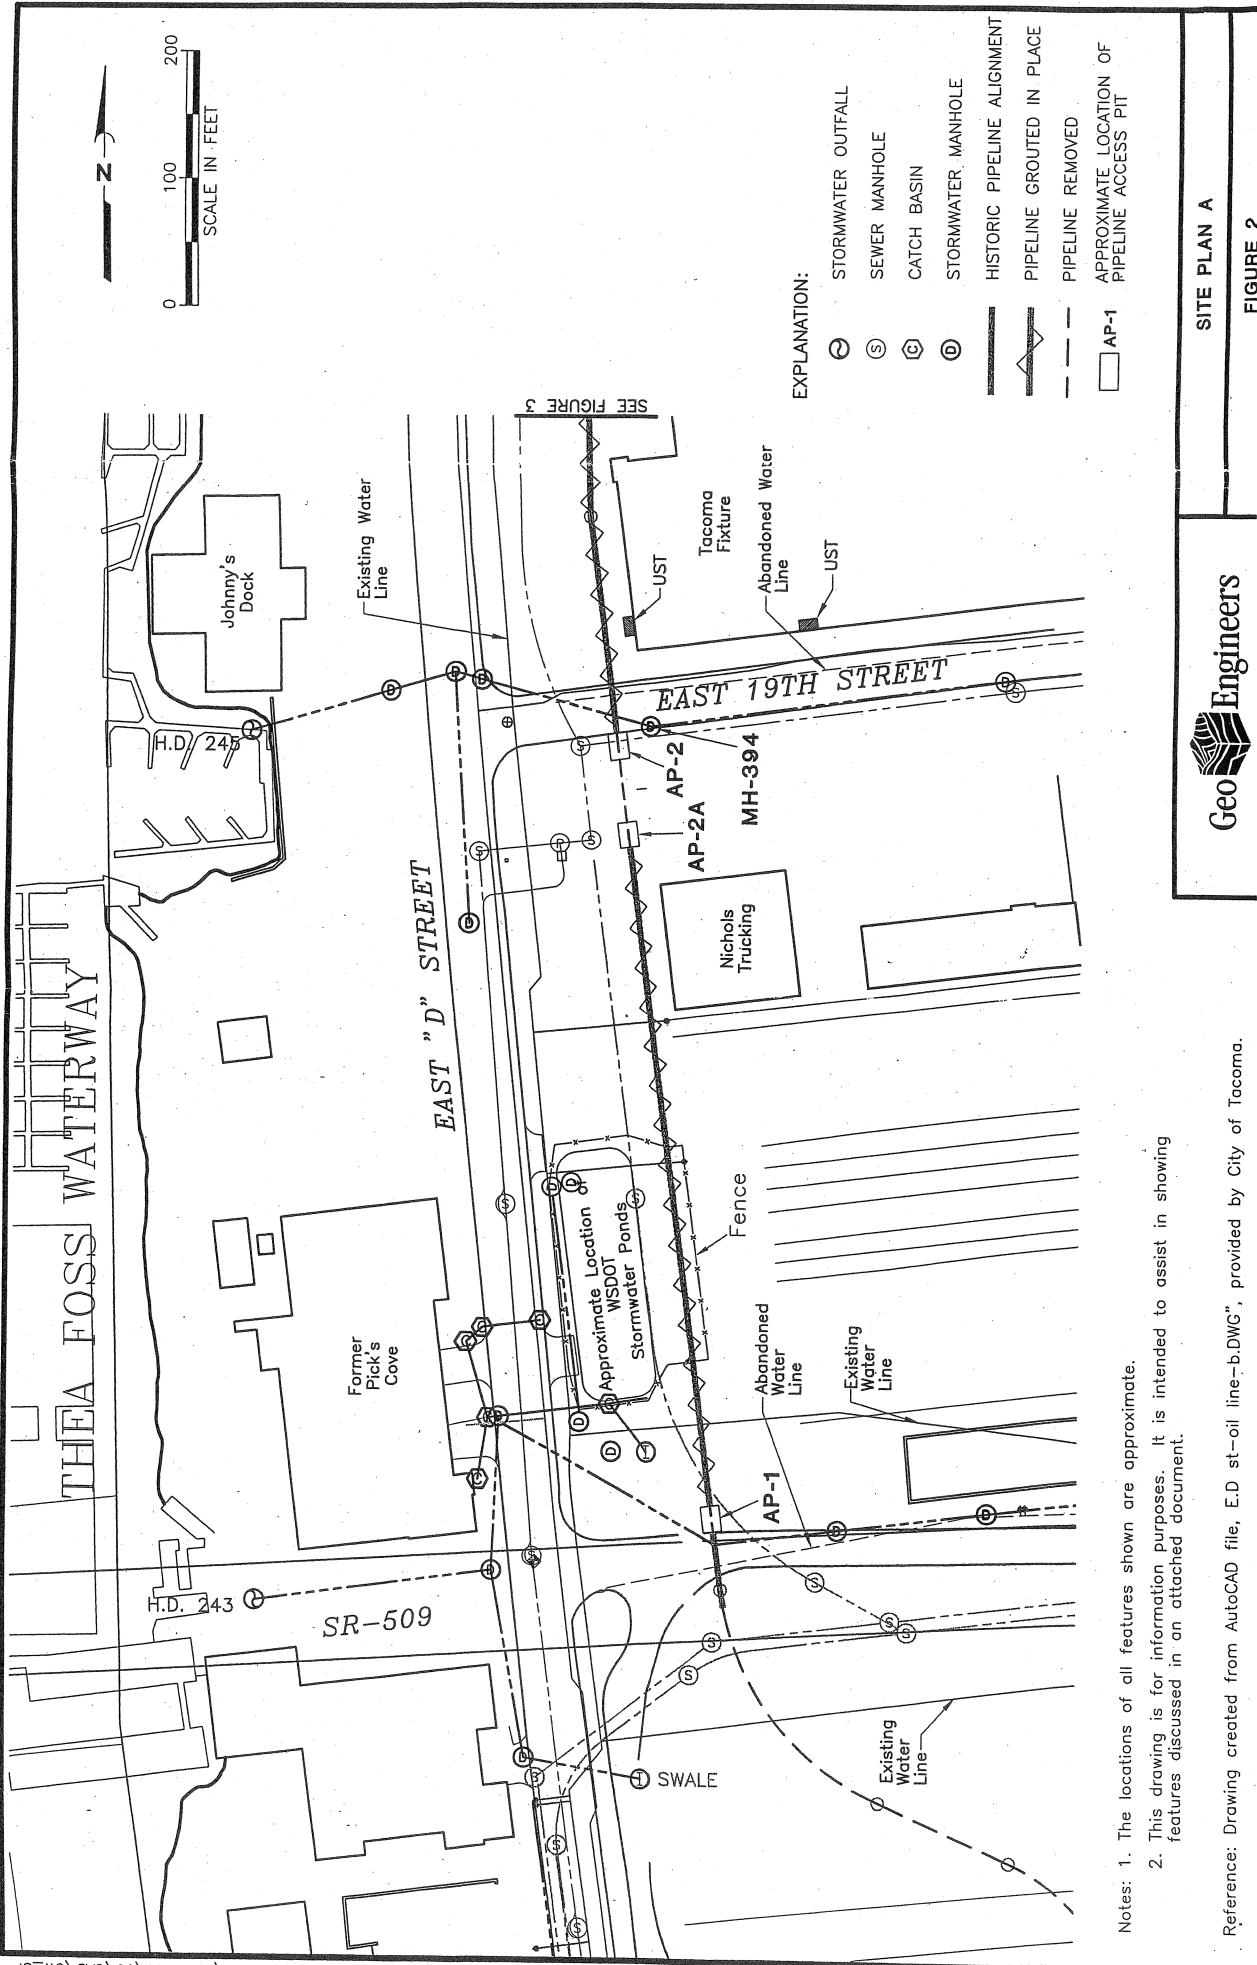 N
0 100 200
SCALE IN FEET
EXPLANATION:
STORMWATER OUTFALL
S SEWER MANHOLE
C CATCH BASIN
D STORMWATER MANHOLE
HISTORIC PIPELINE ALIGNMENT
PIPELINE GROUTED IN PLACE
PIPELINE REMOVED
AP-1 APPROXIMATE LOCATION OF
PIPELINE ACCESS PIT
THEA FOSS WATERWAY
Johnny's
Dock
H.D. 245
Existing Water
Line
SEE FIGURE 3
Tacoma
Fixture
UST
Abandoned Water
Line
UST
EAST 19TH STREET
AP-2
MH-394
AP-2A
EAST "D" STREET
Nichols
Trucking
Former
Pick's
Cove
Approximate Location
WSDOT
Stormwater Ponds
Fence
Abandoned
Water
Line
Existing
Water
Line
AP-1
H.D. 243
SR-509
SWALE
Existing
Water
Line
Notes: 1. The locations of all features shown are approximate.
2. This drawing is for information purposes. It is intended to assist in showing
features discussed in an attached document.
Reference: Drawing created from AutoCAD file, E.D st-oil line-b.DWG", provided by City of Tacoma.
Geo Engineers
SITE PLAN A
FIGURE 2